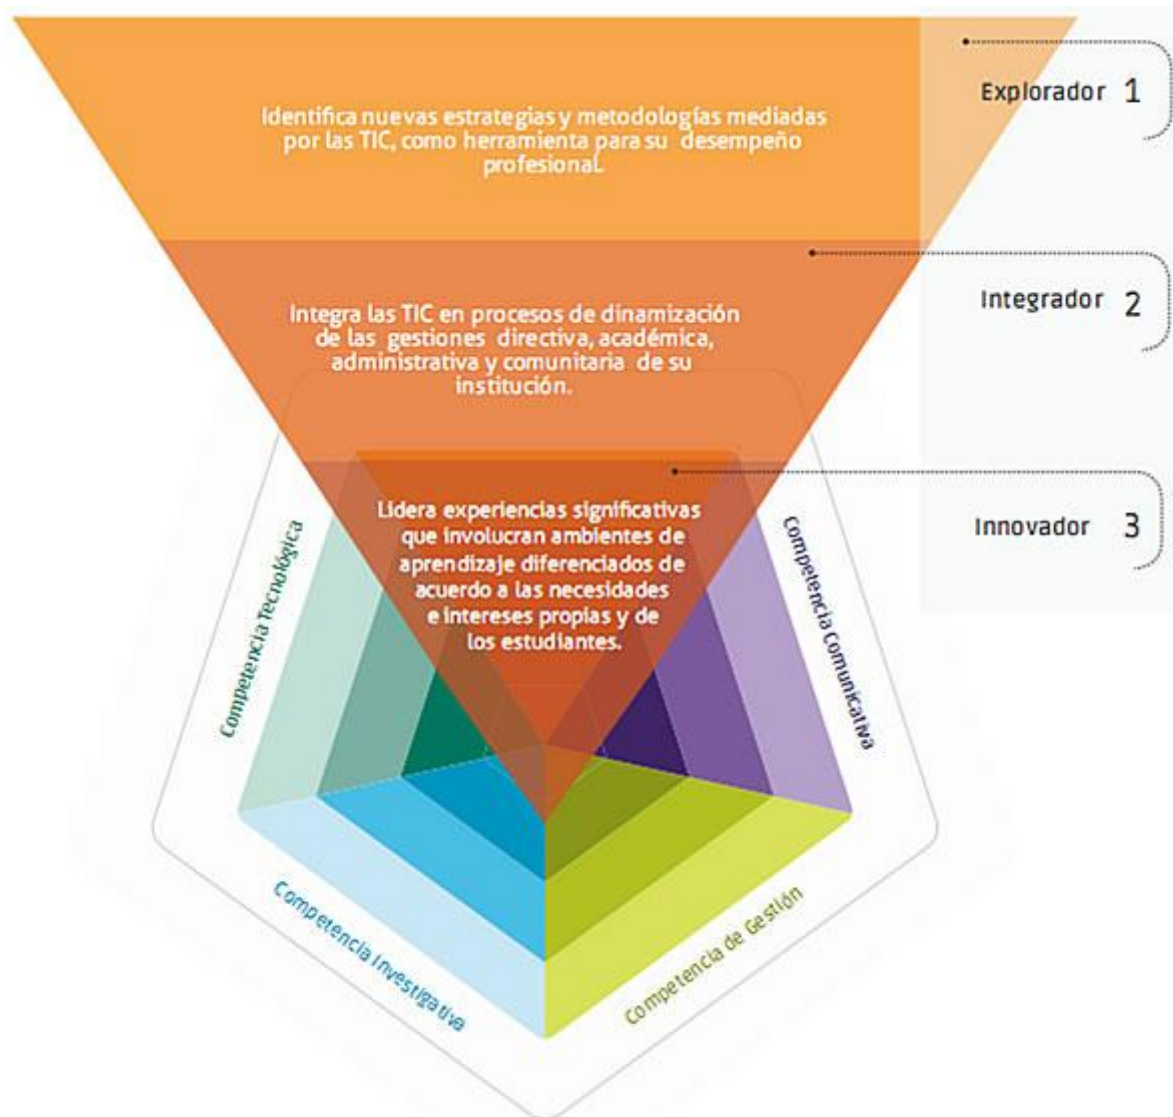 Identifica nuevas estrategias y metodologías mediadas
por las TIC, como herramienta para su desempeño
profesional.
Explorador 1
Integra las TIC en procesos de dinamización
de las gestiones directiva, académica,
administrativa y comunitaria de su
institución.
Integrador 2
Lidera experiencias significativas
que involucran ambientes de
aprendizaje diferenciados de
acuerdo a las necesidades
e intereses propias y de
los estudiantes.
Innovador 3
Competencia Tecnológica
Competencia Comunicativa
Competencia Investigativa
Competencia de Gestión